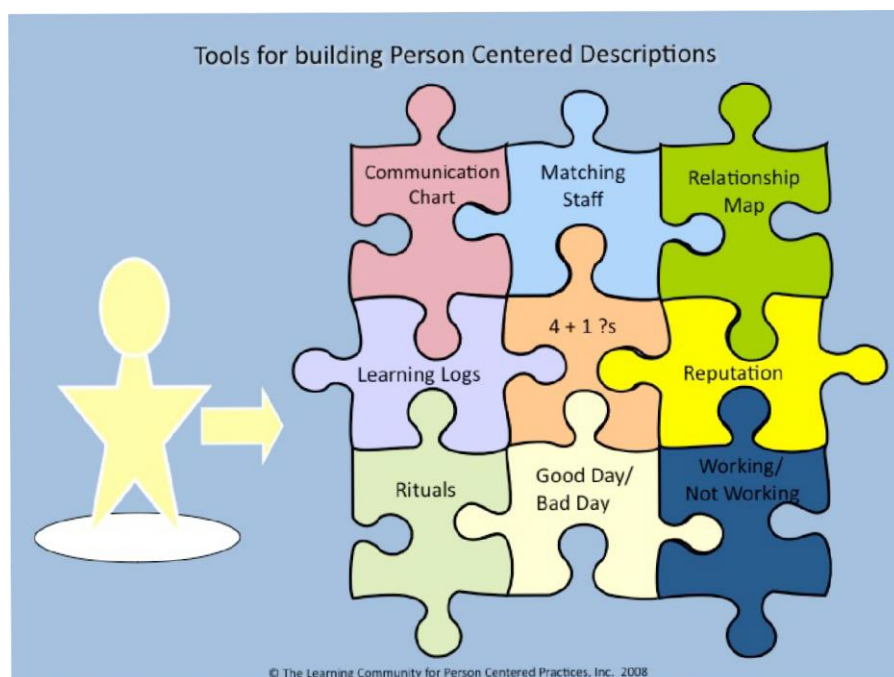 Tools for building Person Centered Descriptions
Communication
Chart
Matching
Staff
Relationship
Map
Learning Logs
4 + 1 ?s
Reputation
Rituals
Good Day/
Bad Day
Working/
Not Working
© The Learning Community for Person Centered Practices, Inc. 2008